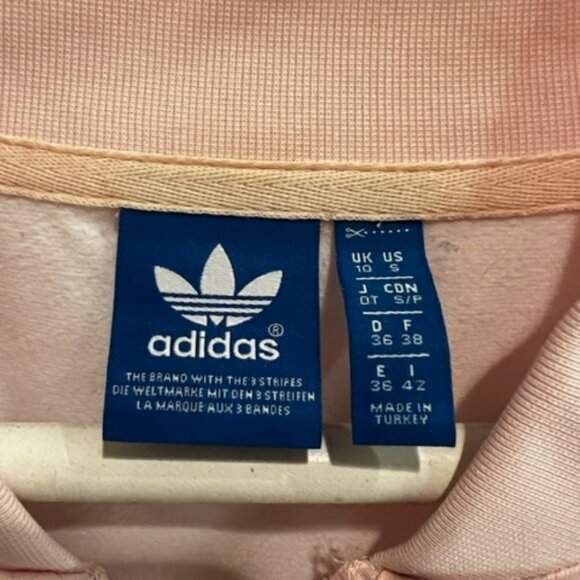 adidas®
THE BRAND WITH THE 3 STRIPES
DIE WELTMARKE MIT DEN 3 STREIFEN
LA MARQUE AUX 3 BANDES
UK US
10 S
J CDN
OT S/P
D F
36 38
E I
36 42
MADE IN
TURKEY